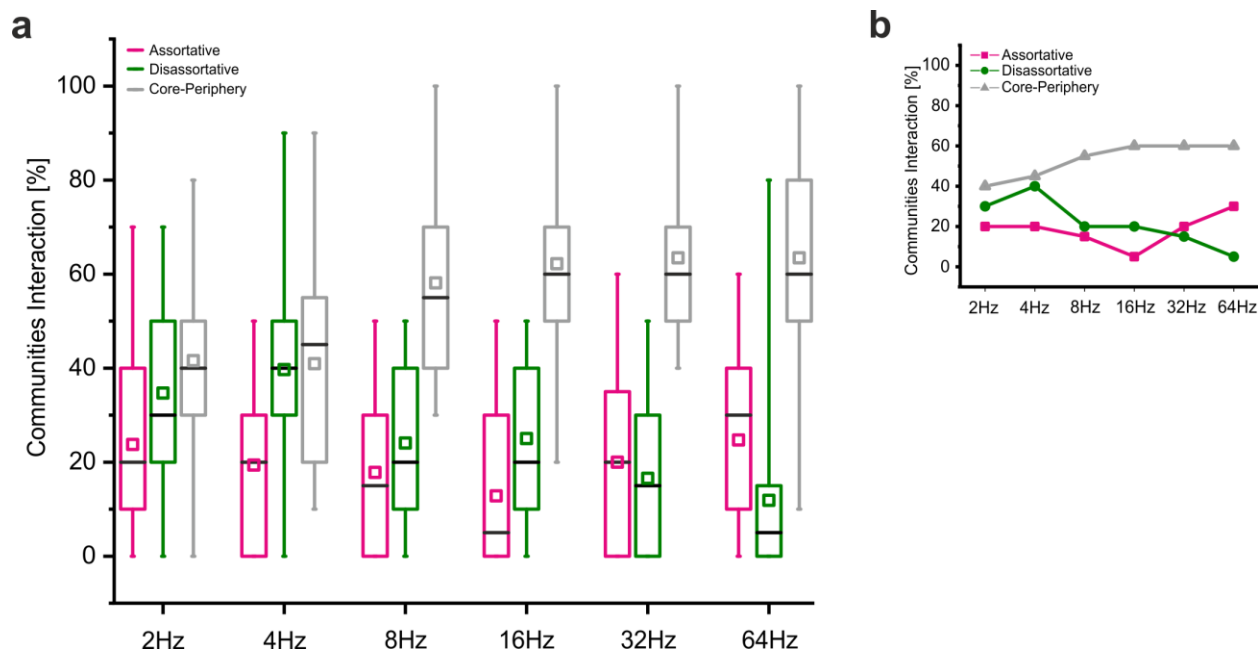 a
Assortative
Disassortative
Core-Periphery
Communities Interaction [%]
100
80
60
40
20
0
2Hz 4Hz 8Hz 16Hz 32Hz 64Hz
b
Assortative
Disassortative
Core-Periphery
Communities Interaction [%]
100
80
60
40
20
0
2Hz 4Hz 8Hz 16Hz 32Hz 64Hz